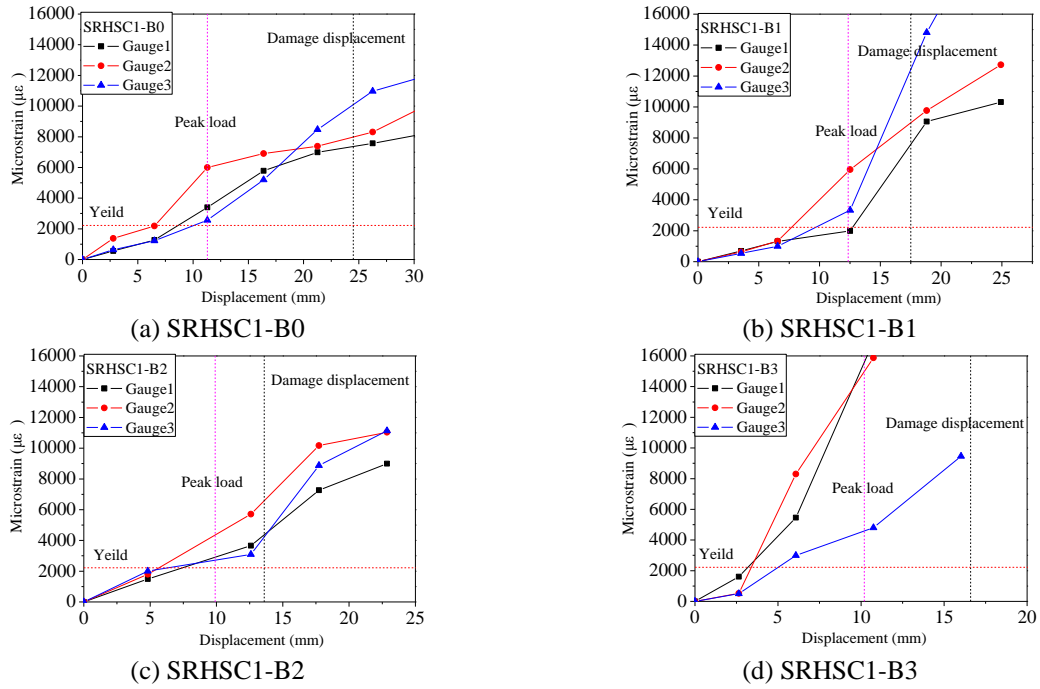 16000
14000
12000
10000
8000
6000
4000
2000
0
Microstrain (με
SRHSC1-B0
Gauge1
Gauge2
Gauge3
Damage displacement
Peak load
Yeild
0 5 10 15 20 25 30
Displacement (mm)
(a) SRHSC1-B0
16000
14000
12000
10000
8000
6000
4000
2000
0
Microstrain (με
SRHSC1-B1
Gauge1
Gauge2
Gauge3
Damage displacement
Peak load
Yeild
0 5 10 15 20 25
Displacement (mm)
(b) SRHSC1-B1
16000
14000
12000
10000
8000
6000
4000
2000
0
Microstrain (με
SRHSC1-B2
Gauge1
Gauge2
Gauge3
Damage displacement
Peak load
Yeild
0 5 10 15 20 25
Displacement (mm)
(c) SRHSC1-B2
16000
14000
12000
10000
8000
6000
4000
2000
0
Microstrain (με
SRHSC1-B3
Gauge1
Gauge2
Gauge3
Damage displacement
Peak load
Yeild
0 5 10 15 20
Displacement (mm)
(d) SRHSC1-B3